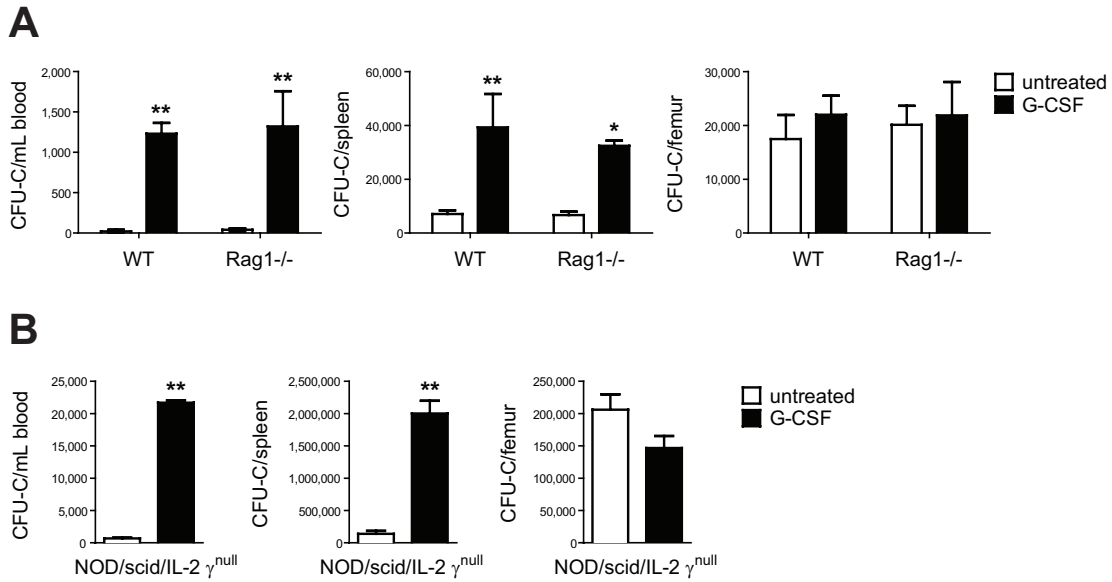 A
CFU-C/mL blood
2,000
1,500
1,000
500
0
**
**
WT
Rag1-/-
CFU-C/spleen
60,000
40,000
20,000
0
**
*
WT
Rag1-/-
CFU-C/femur
30,000
20,000
10,000
0
WT
Rag1-/-
untreated
G-CSF
B
CFU-C/mL blood
25,000
20,000
15,000
10,000
5,000
0
**
NOD/scid/IL-2 γnull
CFU-C/spleen
2,500,000
2,000,000
1,500,000
1,000,000
500,000
0
**
NOD/scid/IL-2 γnull
CFU-C/femur
250,000
200,000
150,000
100,000
50,000
0
NOD/scid/IL-2 γnull
untreated
G-CSF